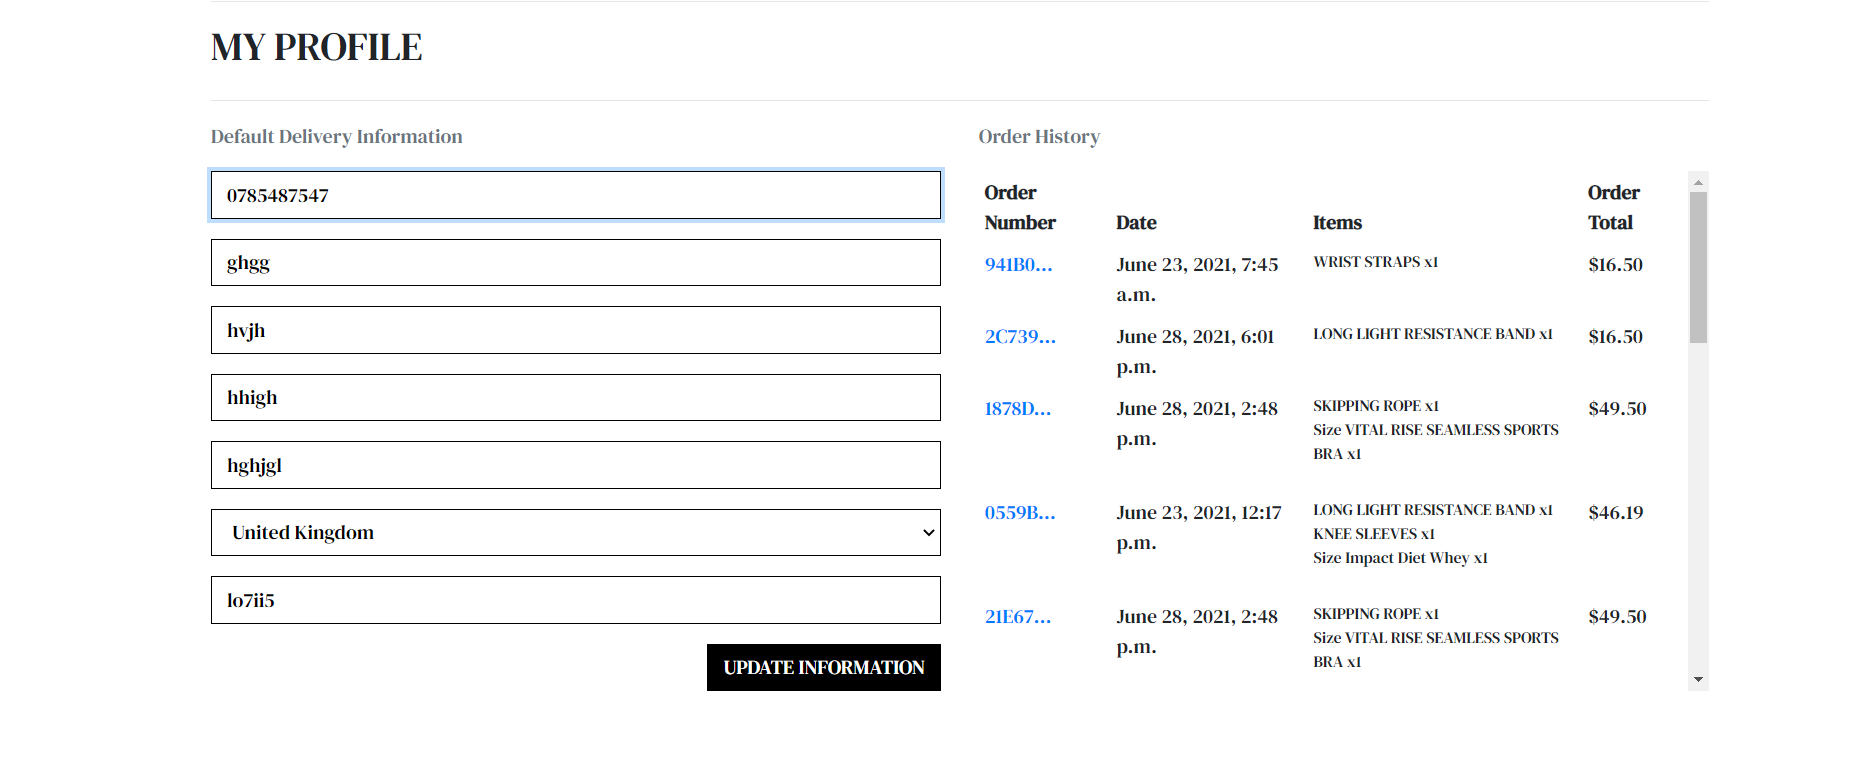 MY PROFILE
Default Delivery Information
0785487547
ghgg
hvjh
hhigh
hghjgl
United Kingdom
lo7ii5
UPDATE INFORMATION
Order History
Order Number Date Items Order Total
941B0... June 23, 2021, 7:45 a.m. WRIST STRAPS x1 $16.50
2C739... June 28, 2021, 6:01 p.m. LONG LIGHT RESISTANCE BAND x1 $16.50
1878D... June 28, 2021, 2:48 p.m. SKIPPING ROPE x1 $49.50
Size VITAL RISE SEAMLESS SPORTS
BRA x1
0559B... June 23, 2021, 12:17 p.m. LONG LIGHT RESISTANCE BAND x1 $46.19
KNEE SLEEVES x1
Size Impact Diet Whey x1
21E67... June 28, 2021, 2:48 p.m. SKIPPING ROPE x1 $49.50
Size VITAL RISE SEAMLESS SPORTS
BRA x1